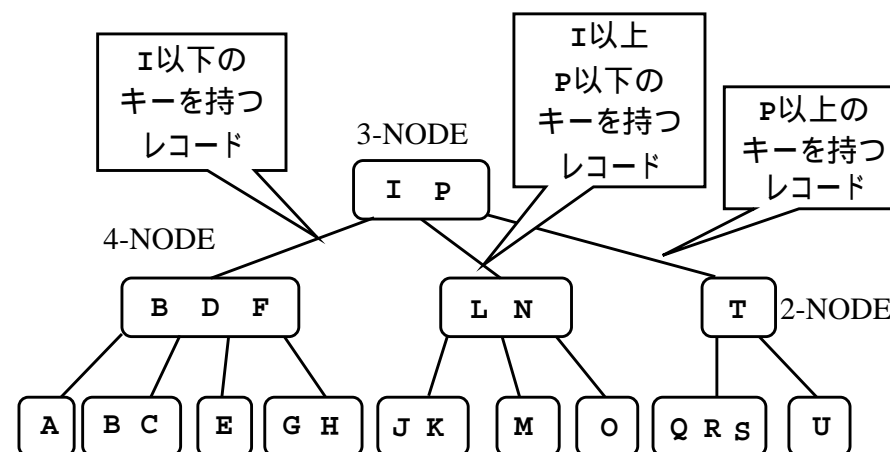 I以下の
キーを持つ
レコード
I以上
P以下の
キーを持つ
レコード
P以上の
キーを持つ
レコード
3-NODE
I P
4-NODE
B D F
L N
T
2-NODE
A
B C
E
G H
J K
M
O
Q R S
U